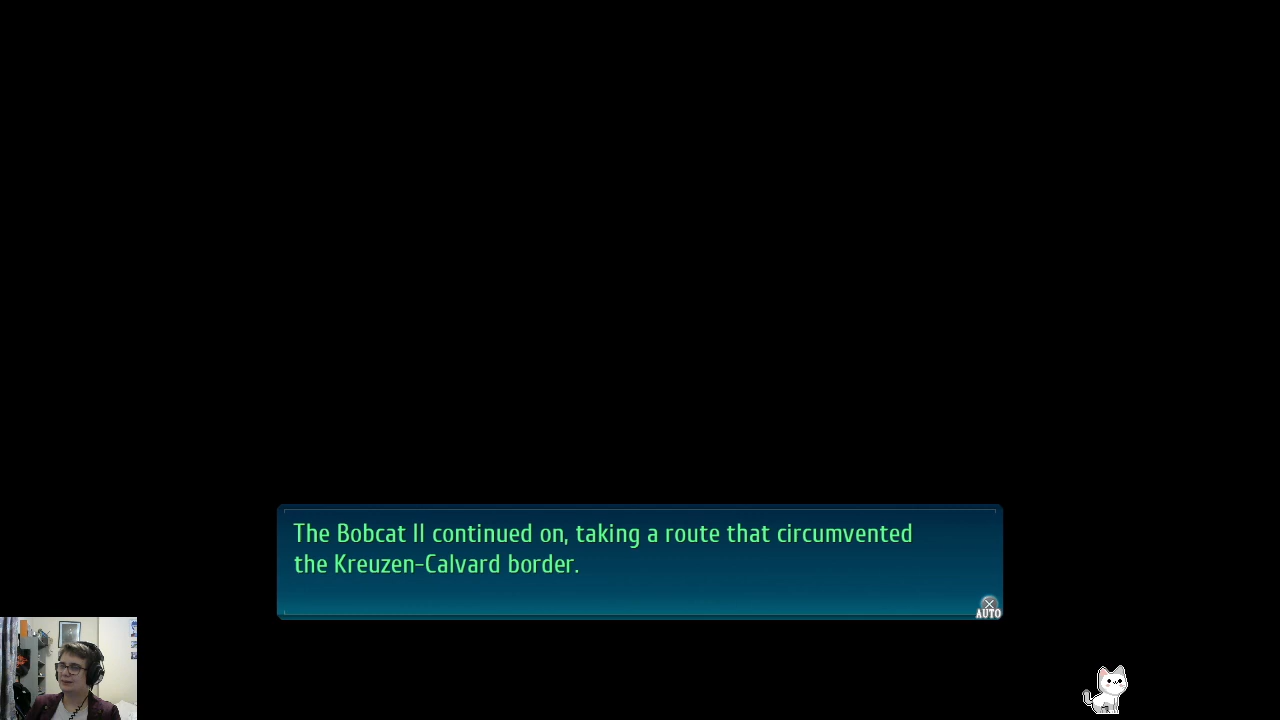 The Bobcat II continued on, taking a route that circumvented
the Kreuzen-Calvard border.
AUTO